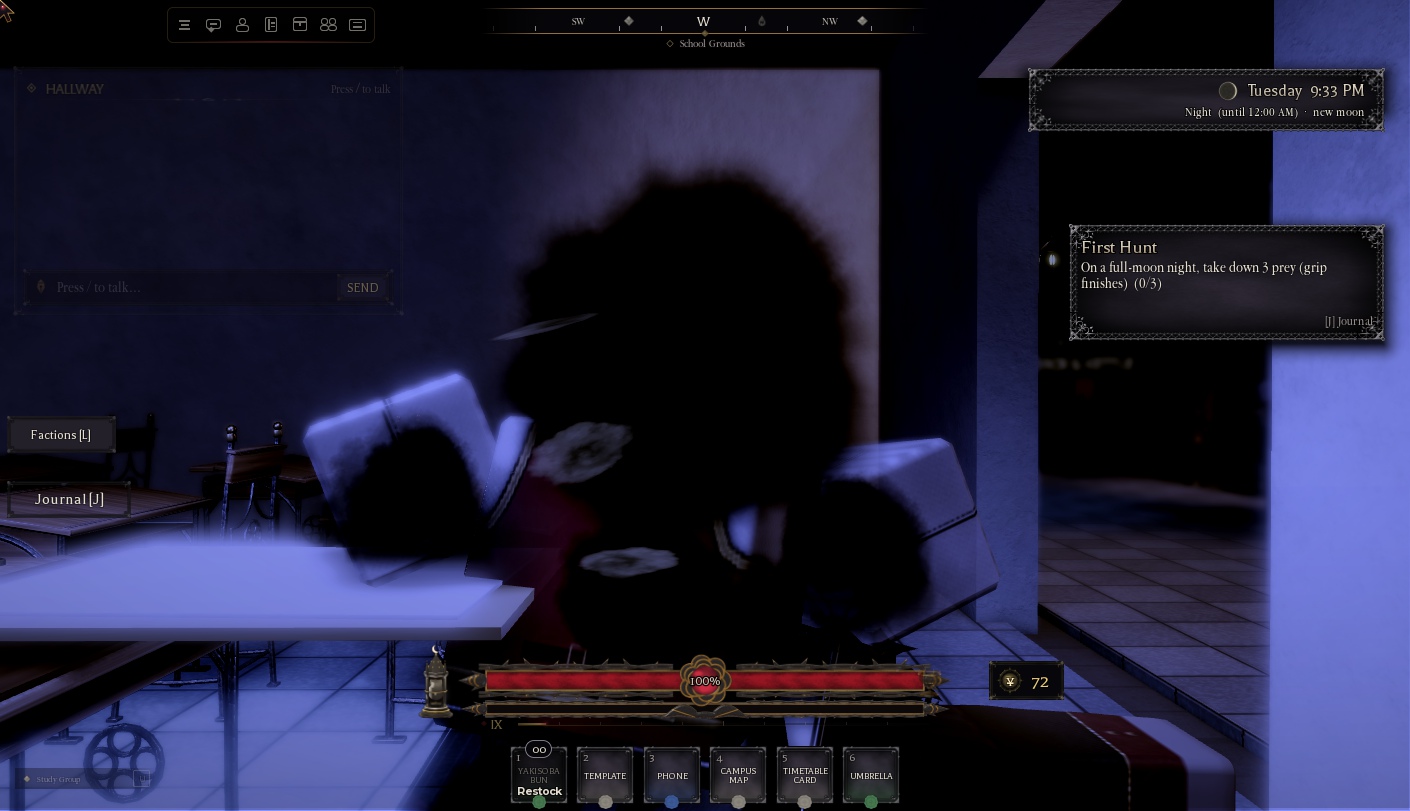 SW W NW
School Grounds
HALLWAY Press / to talk
Tuesday 9:33 PM
Night (until 12:00 AM) · new moon
First Hunt
On a full-moon night, take down 3 prey (grip
finishes) (0/3)
[J] Journal
Press / to talk... SEND
Factions [L]
Journal [J]
100%
¥ 72
IX
1 YAKISOBA BUN
Restock
2 TEMPLATE
3 PHONE
4 CAMPUS MAP
5 TIMETABLE CARD
6 UMBRELLA
Study Group